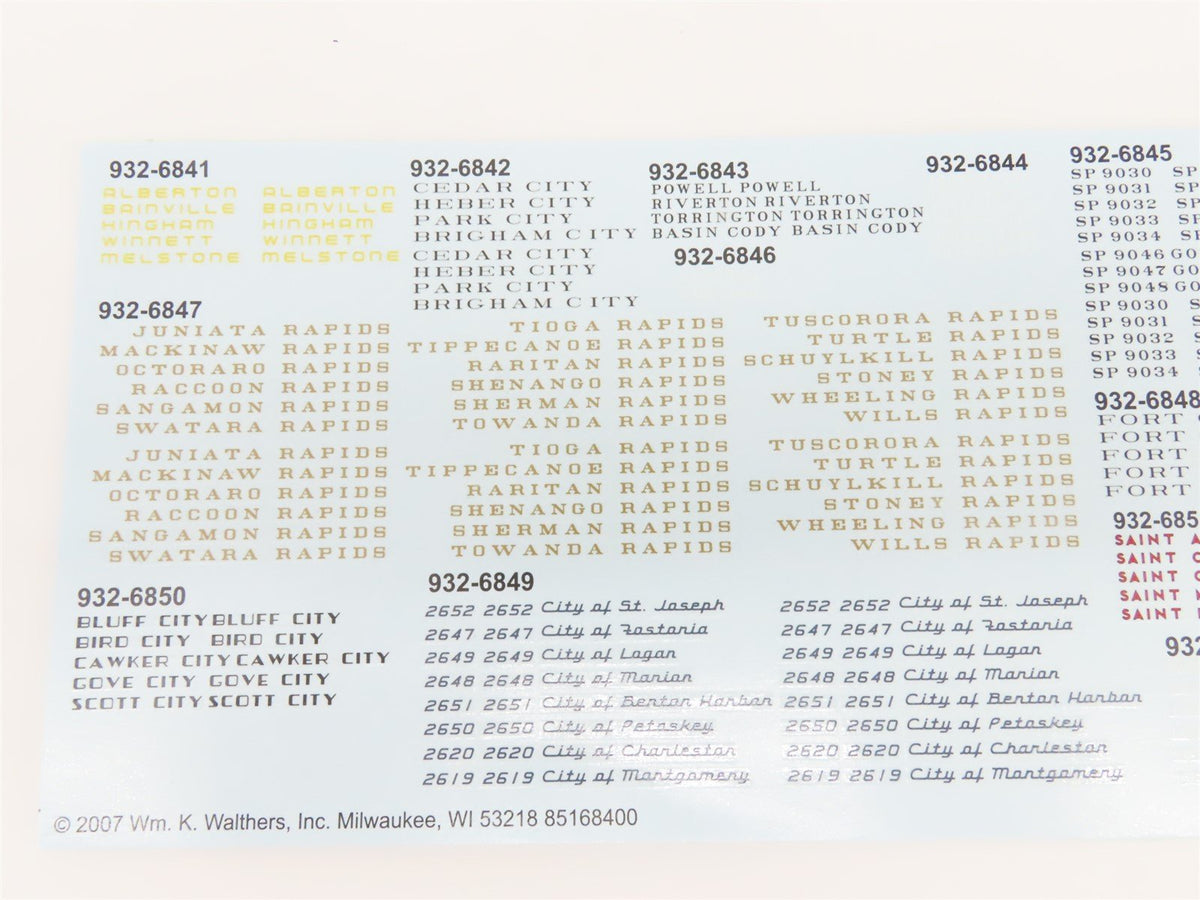 932-6841
ALBERTON ALBERTON
BAINVILLE BAINVILLE
HINGHAM HINGHAM
WINNETT WINNETT
MELSTONE MELSTONE
932-6842
CEDAR CITY
HEBER CITY
PARK CITY
BRIGHAM CITY
CEDAR CITY
HEBER CITY
PARK CITY
BRIGHAM CITY
932-6843
POWELL POWELL
RIVERTON RIVERTON
TORRINGTON TORRINGTON
BASIN CODY BASIN CODY
932-6844
932-6846
932-6845
SP 9030 SP
SP 9031 SP
SP 9032 SP
SP 9033 SP
SP 9034 SP
SP 9046 GO
SP 9047 GO
SP 9048 GO
SP 9030
SP 9031
SP 9032
SP 9033
SP 9034
932-6847
JUNIATA RAPIDS
MACKINAW RAPIDS
OCTORARO RAPIDS
RACCOON RAPIDS
SANGAMON RAPIDS
SWATARA RAPIDS
JUNIATA RAPIDS
MACKINAW RAPIDS
OCTORARO RAPIDS
RACCOON RAPIDS
SANGAMON RAPIDS
SWATARA RAPIDS
TIOGA RAPIDS
TIPPECANOE RAPIDS
RARITAN RAPIDS
SHENANGO RAPIDS
SHERMAN RAPIDS
TOWANDA RAPIDS
TIOGA RAPIDS
TIPPECANOE RAPIDS
RARITAN RAPIDS
SHENANGO RAPIDS
SHERMAN RAPIDS
TOWANDA RAPIDS
TUSCORORA RAPIDS
TURTLE RAPIDS
SCHUYLKILL RAPIDS
STONEY RAPIDS
WHEELING RAPIDS
WILLS RAPIDS
TUSCORORA RAPIDS
TURTLE RAPIDS
SCHUYLKILL RAPIDS
STONEY RAPIDS
WHEELING RAPIDS
WILLS RAPIDS
932-6848
FORT
FORT
FORT
FORT
FORT
932-685
SAINT
SAINT
SAINT
SAINT
SAINT
932-6850
BLUFF CITY BLUFF CITY
BIRD CITY BIRD CITY
CAWKER CITY CAWKER CITY
GOVE CITY GOVE CITY
SCOTT CITY SCOTT CITY
932-6849
2652 2652 City of St. Joseph 2652 2652 City of St. Joseph
2647 2647 City of Fostoria 2647 2647 City of Fostoria
2649 2649 City of Logan 2649 2649 City of Logan
2648 2648 City of Marion 2648 2648 City of Marion
2651 2651 City of Benton Harbor 2651 2651 City of Benton Harbor
2650 2650 City of Petoskey 2650 2650 City of Petoskey
2620 2620 City of Charleston 2620 2620 City of Charleston
2619 2619 City of Montgomery 2619 2619 City of Montgomery
932
© 2007 Wm. K. Walthers, Inc. Milwaukee, WI 53218 85168400